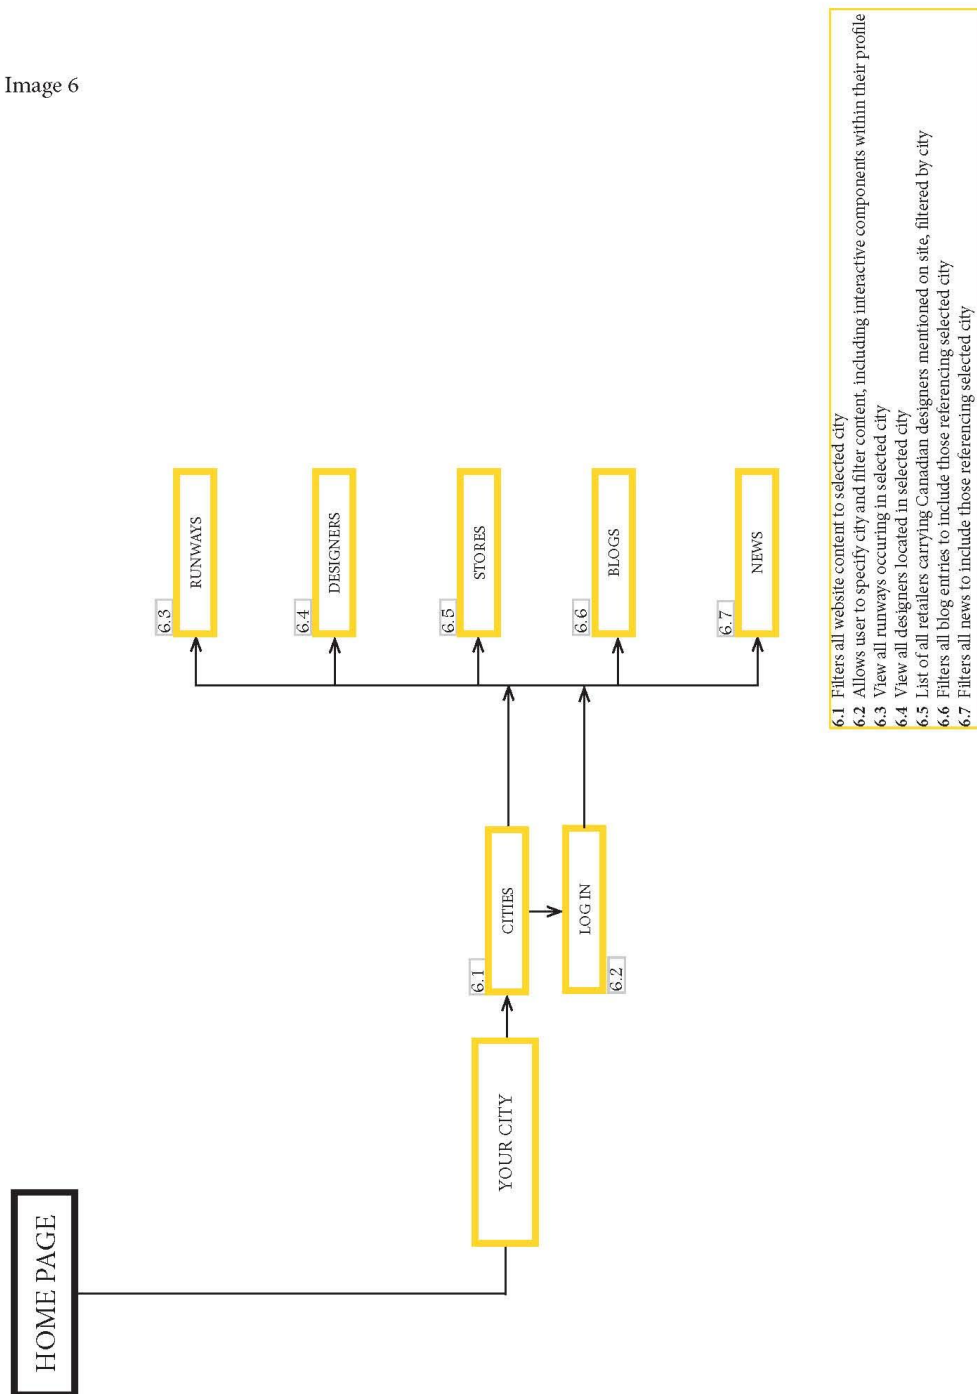 Image 6
HOME PAGE
YOUR CITY
6.1
CITIES
6.2
LOG IN
6.3
RUNWAYS
6.4
DESIGNERS
6.5
STORES
6.6
BLOGS
6.7
NEWS
6.1 Filters all website content to selected city
6.2 Allows user to specify city and filter content, including interactive components within their profile
6.3 View all runways occuring in selected city
6.4 View all designers located in selected city
6.5 List of all retailers carrying Canadian designers mentioned on site, filtered by city
6.6 Filters all blog entries to include those referencing selected city
6.7 Filters all news to include those referencing selected city